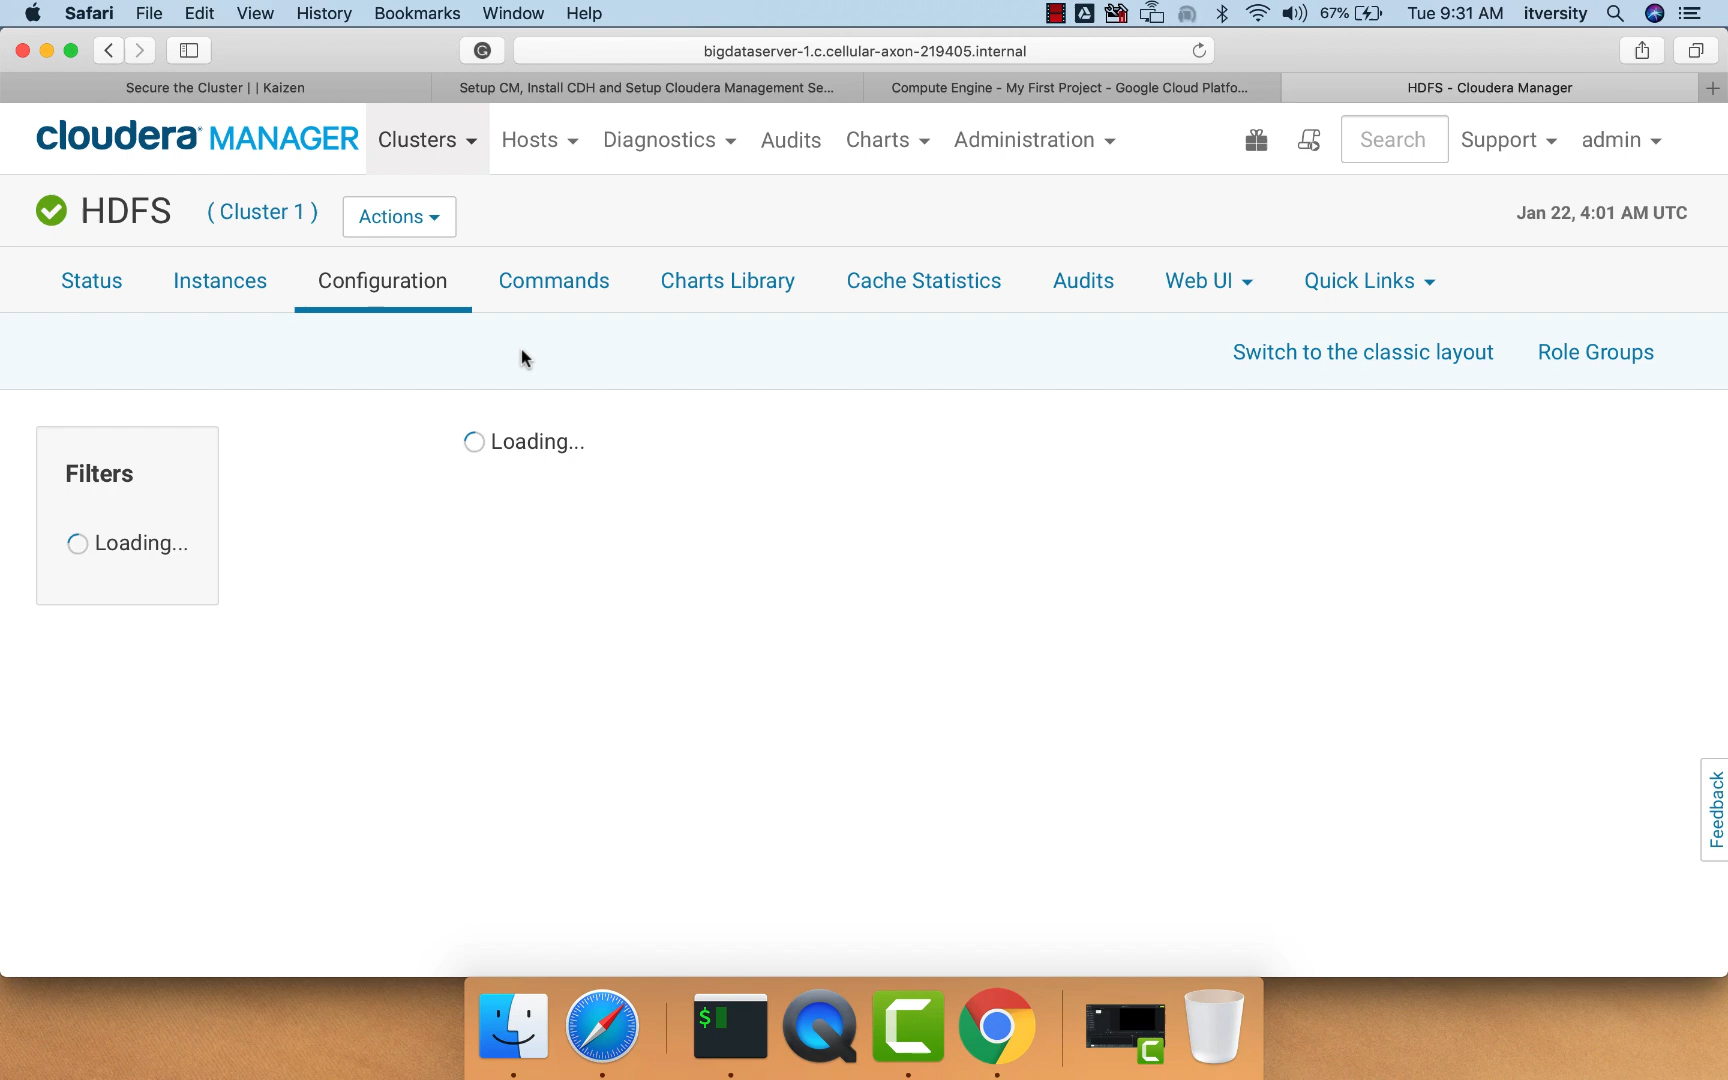 Safari File Edit View History Bookmarks Window Help 67% Tue 9:31 AM itversity
bigdataserver-1.c.cellular-axon-219405.internal
Secure the Cluster | | Kaizen
Setup CM, Install CDH and Setup Cloudera Management Se...
Compute Engine - My First Project - Google Cloud Platfo...
HDFS - Cloudera Manager
cloudera MANAGER Clusters Hosts Diagnostics Audits Charts Administration Search Support admin
HDFS ( Cluster 1 ) Actions Jan 22, 4:01 AM UTC
Status Instances Configuration Commands Charts Library Cache Statistics Audits Web UI Quick Links
Switch to the classic layout Role Groups
Filters
Loading...
Loading...
Feedback
$